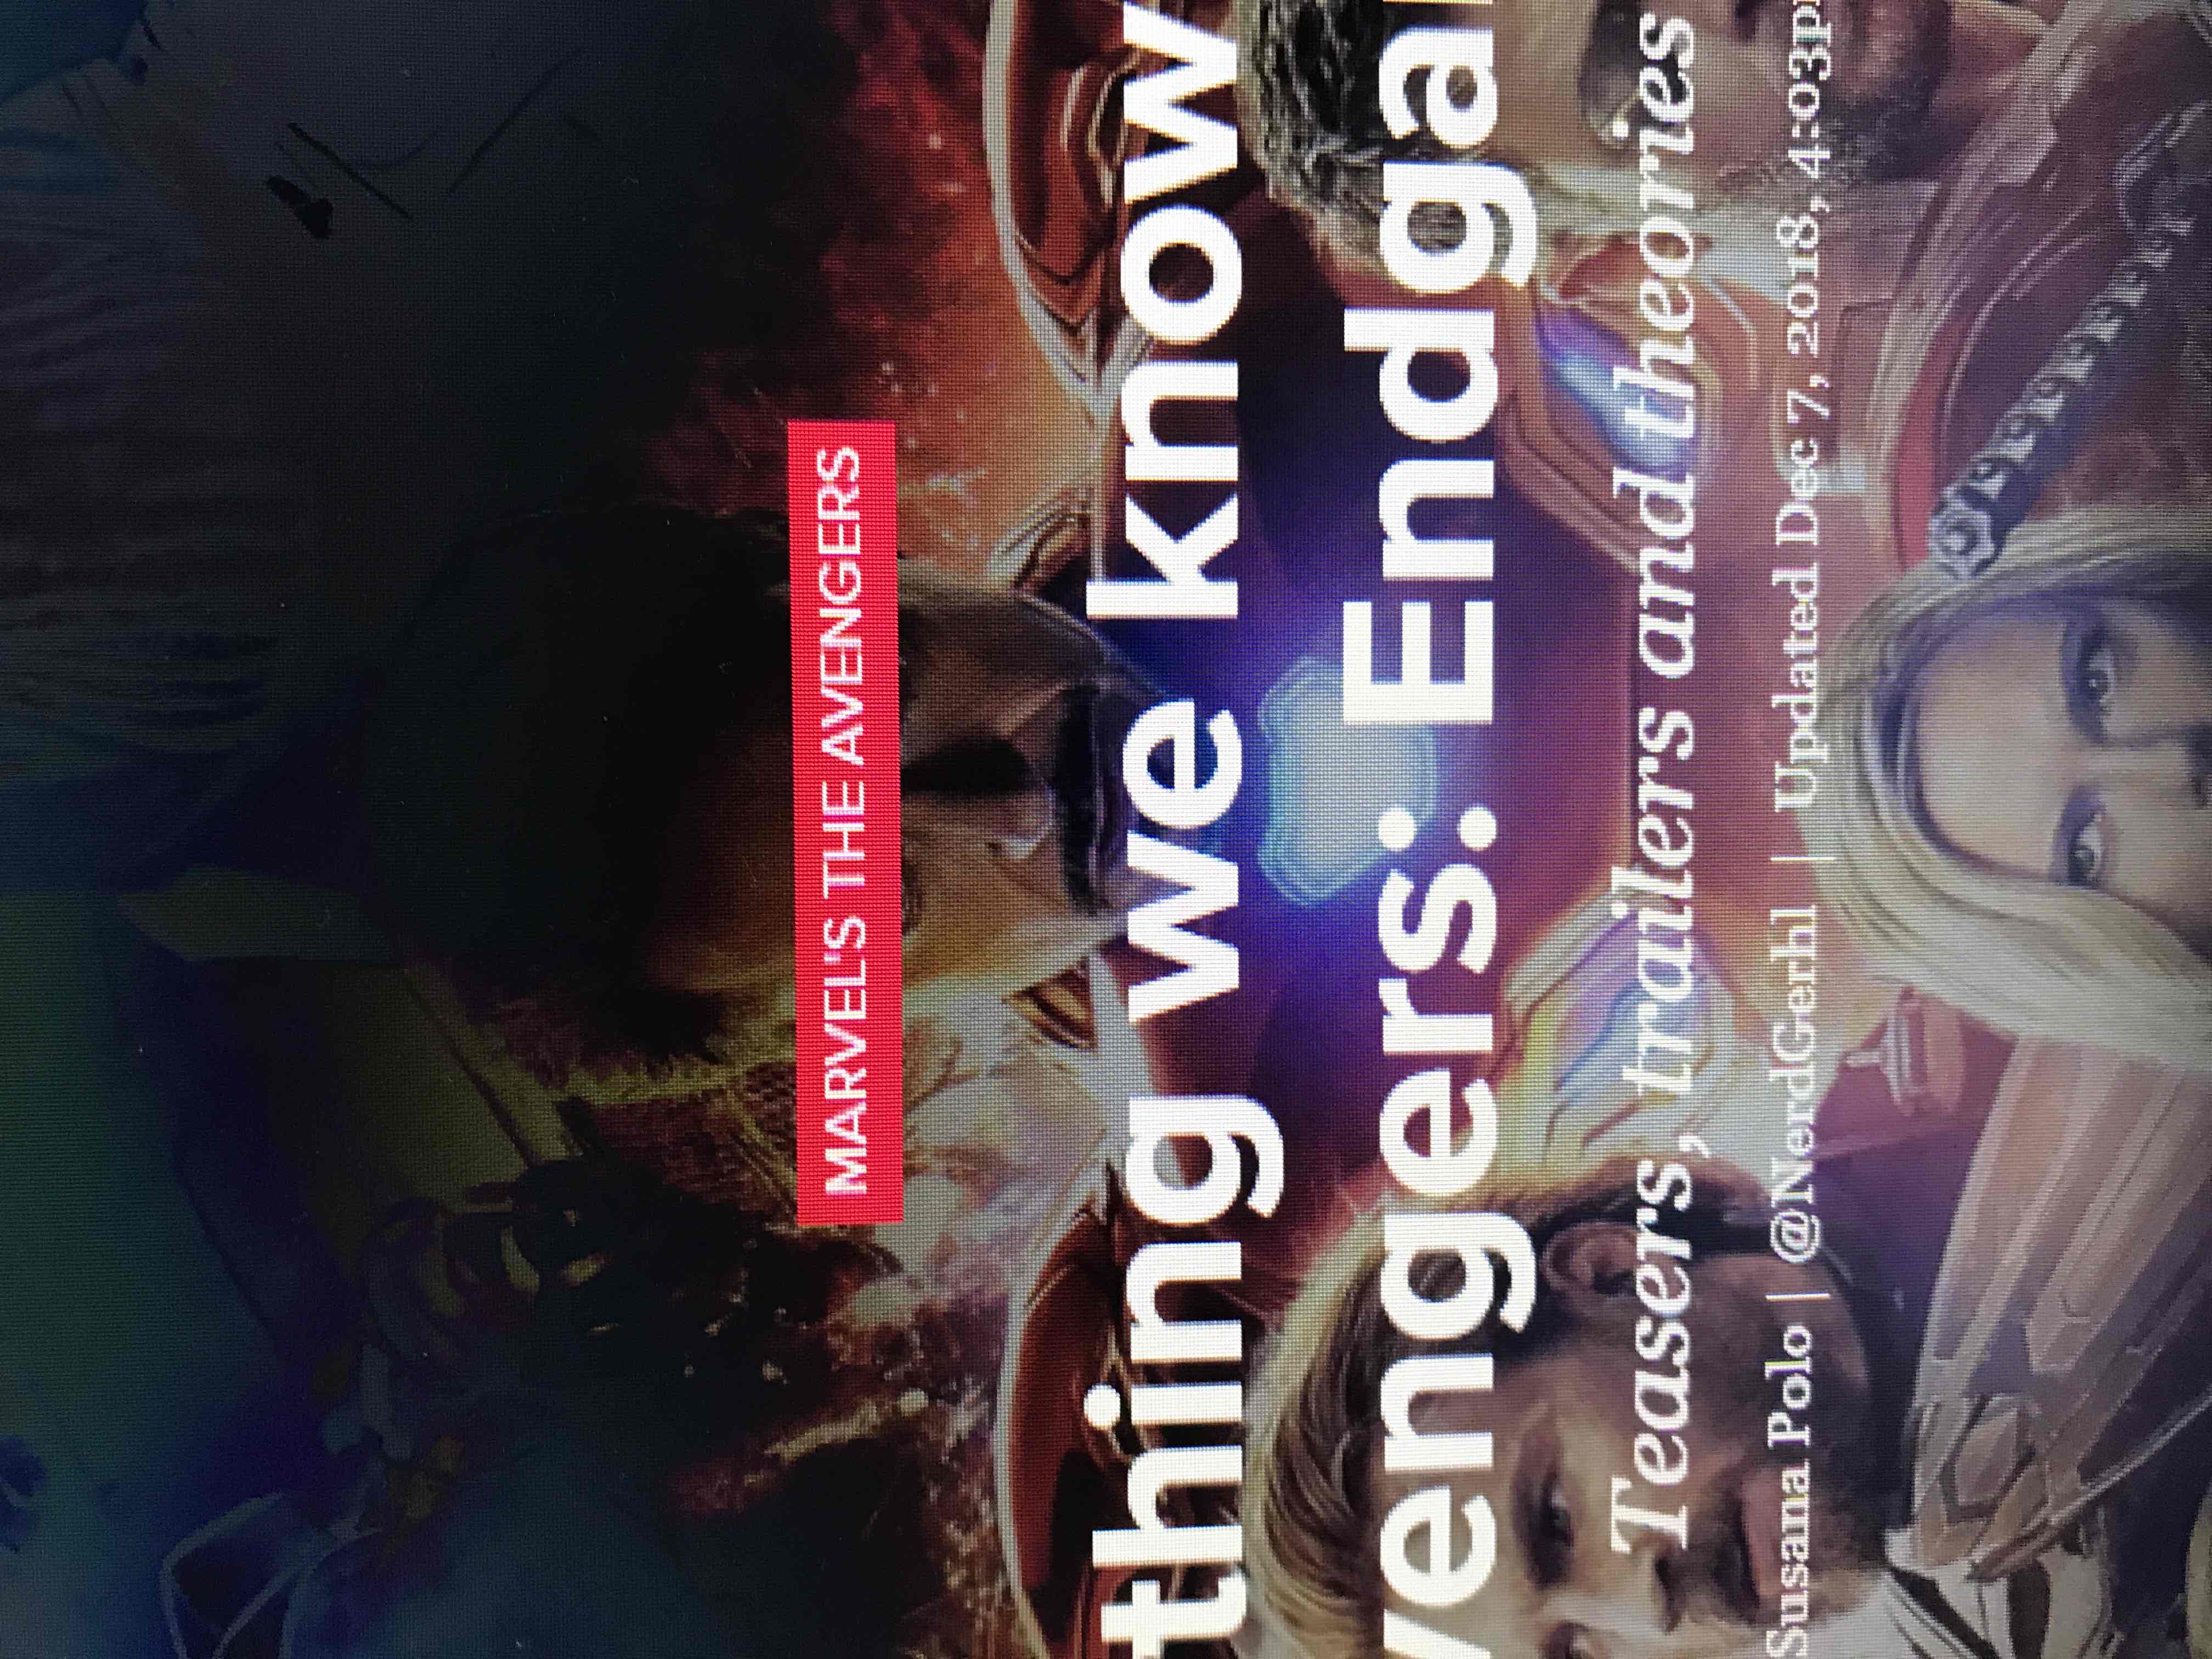 MARVEL'S THE AVENGERS
thing we know
vengers: Endga
Teasers, trailers and theories
Susana Polo | @NerdGerhl | Updated Dec 7, 2018, 4:03p